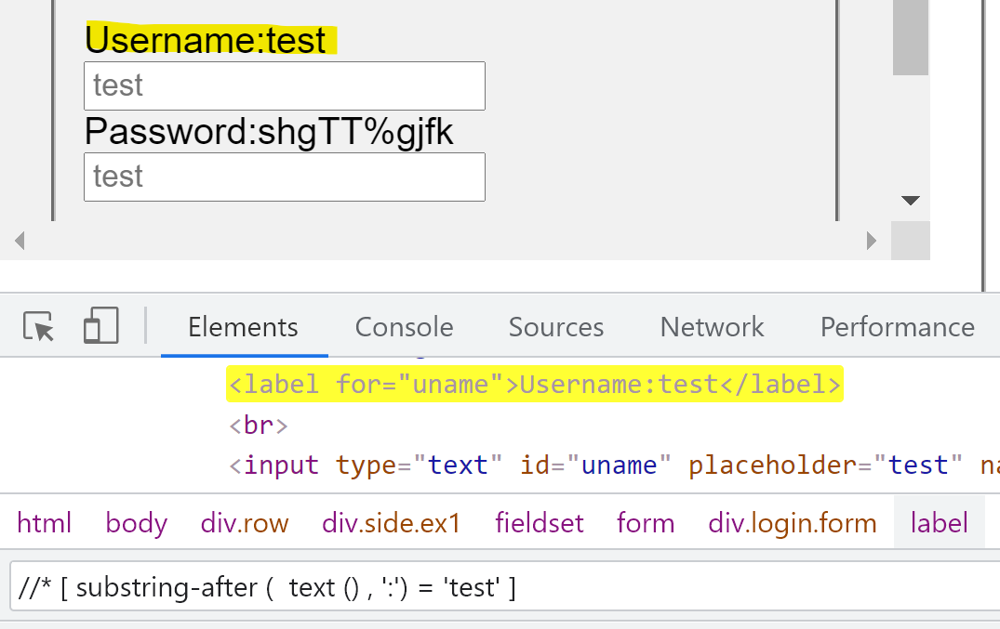 Username:test
test
Password:shgTT%gjfk
test
Elements Console Sources Network Performance
<label for="uname">Username:test</label>
<br>
<input type="text" id="uname" placeholder="test"
html body div.row div.side.ex1 fieldset form div.login.form label
//* [ substring-after (  text () , ':') = 'test' ]